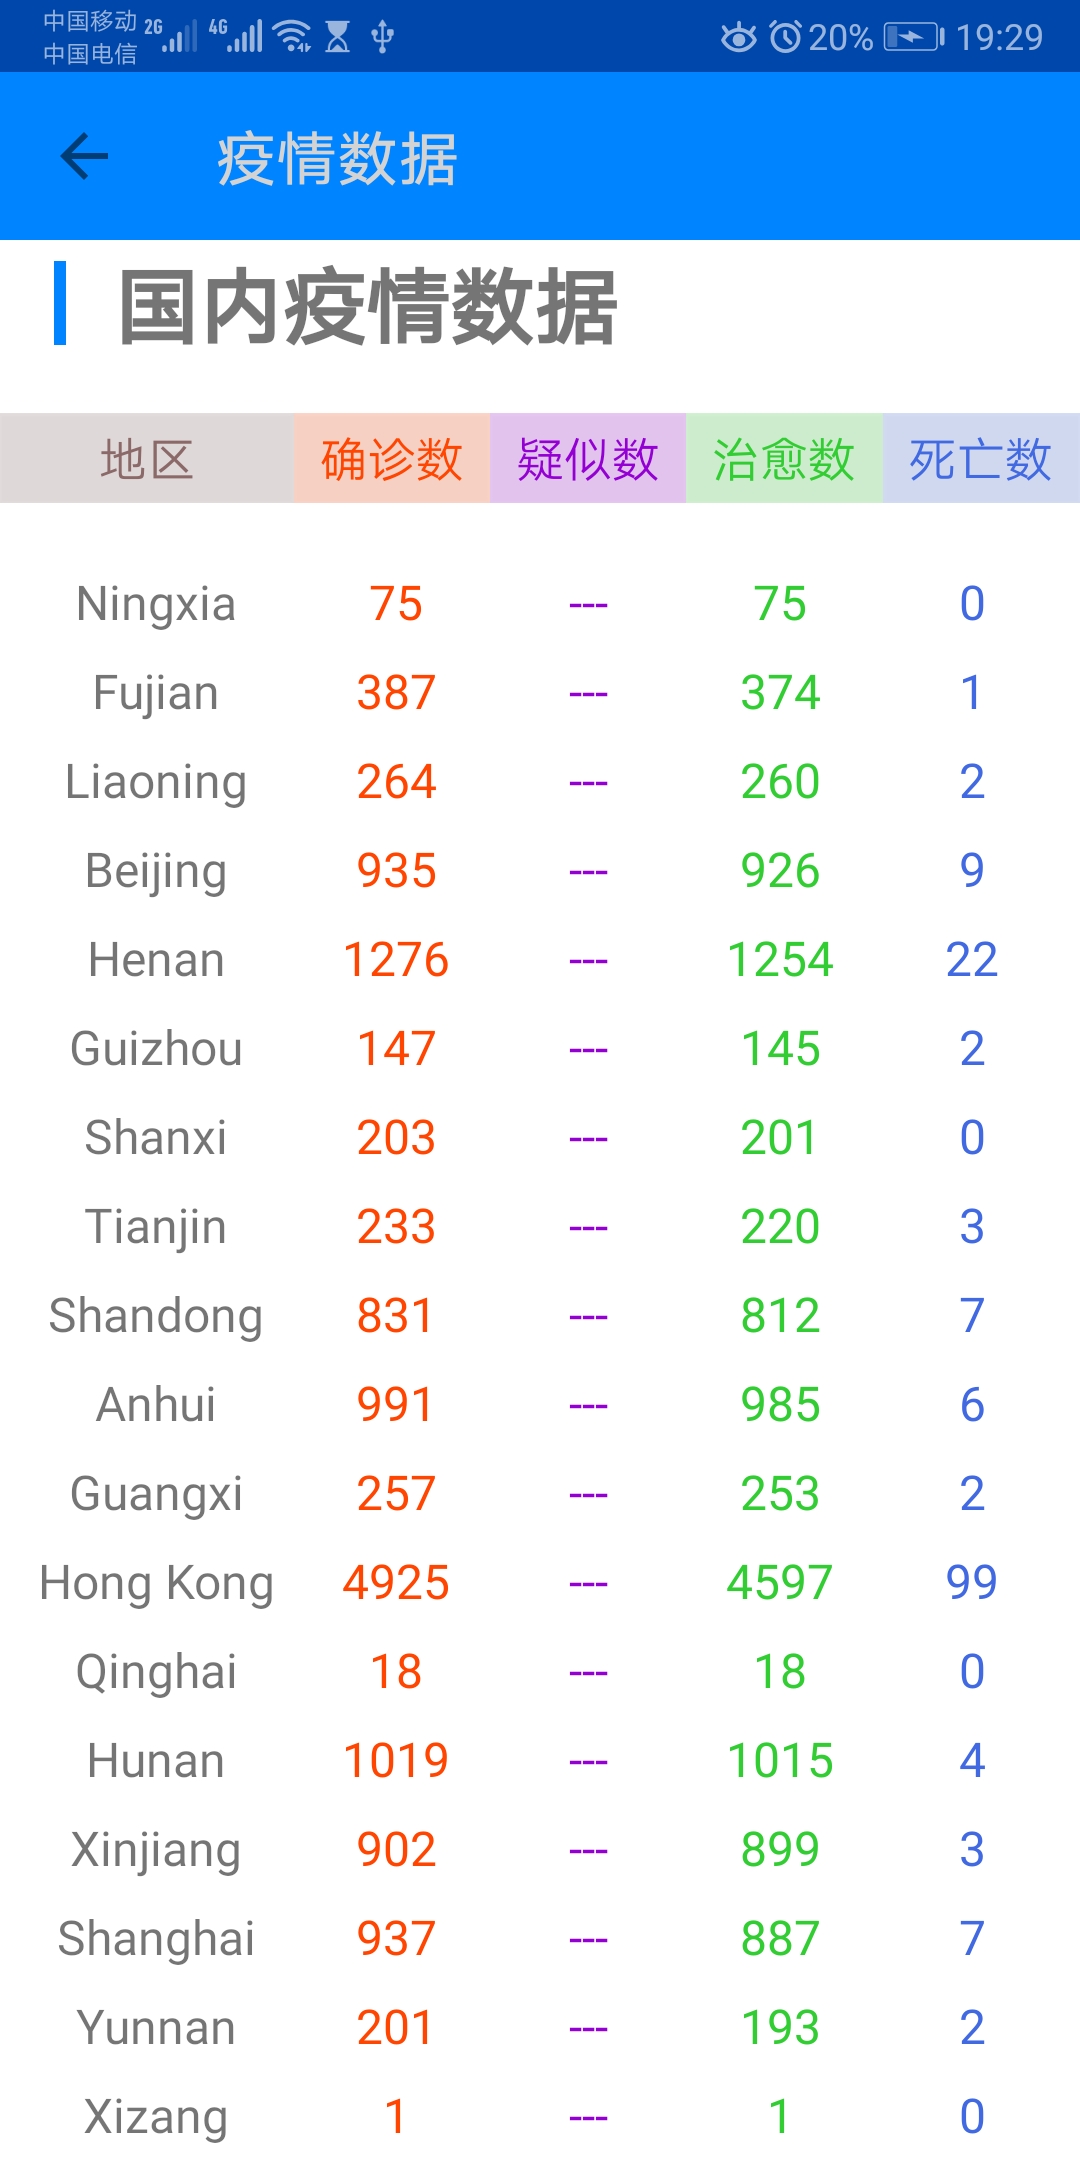 中国移动 2G 4G 20% 19:29
中国电信
疫情数据
国内疫情数据
地区 确诊数 疑似数 治愈数 死亡数
Ningxia 75 --- 75 0
Fujian 387 --- 374 1
Liaoning 264 --- 260 2
Beijing 935 --- 926 9
Henan 1276 --- 1254 22
Guizhou 147 --- 145 2
Shanxi 203 --- 201 0
Tianjin 233 --- 220 3
Shandong 831 --- 812 7
Anhui 991 --- 985 6
Guangxi 257 --- 253 2
Hong Kong 4925 --- 4597 99
Qinghai 18 --- 18 0
Hunan 1019 --- 1015 4
Xinjiang 902 --- 899 3
Shanghai 937 --- 887 7
Yunnan 201 --- 193 2
Xizang 1 --- 1 0